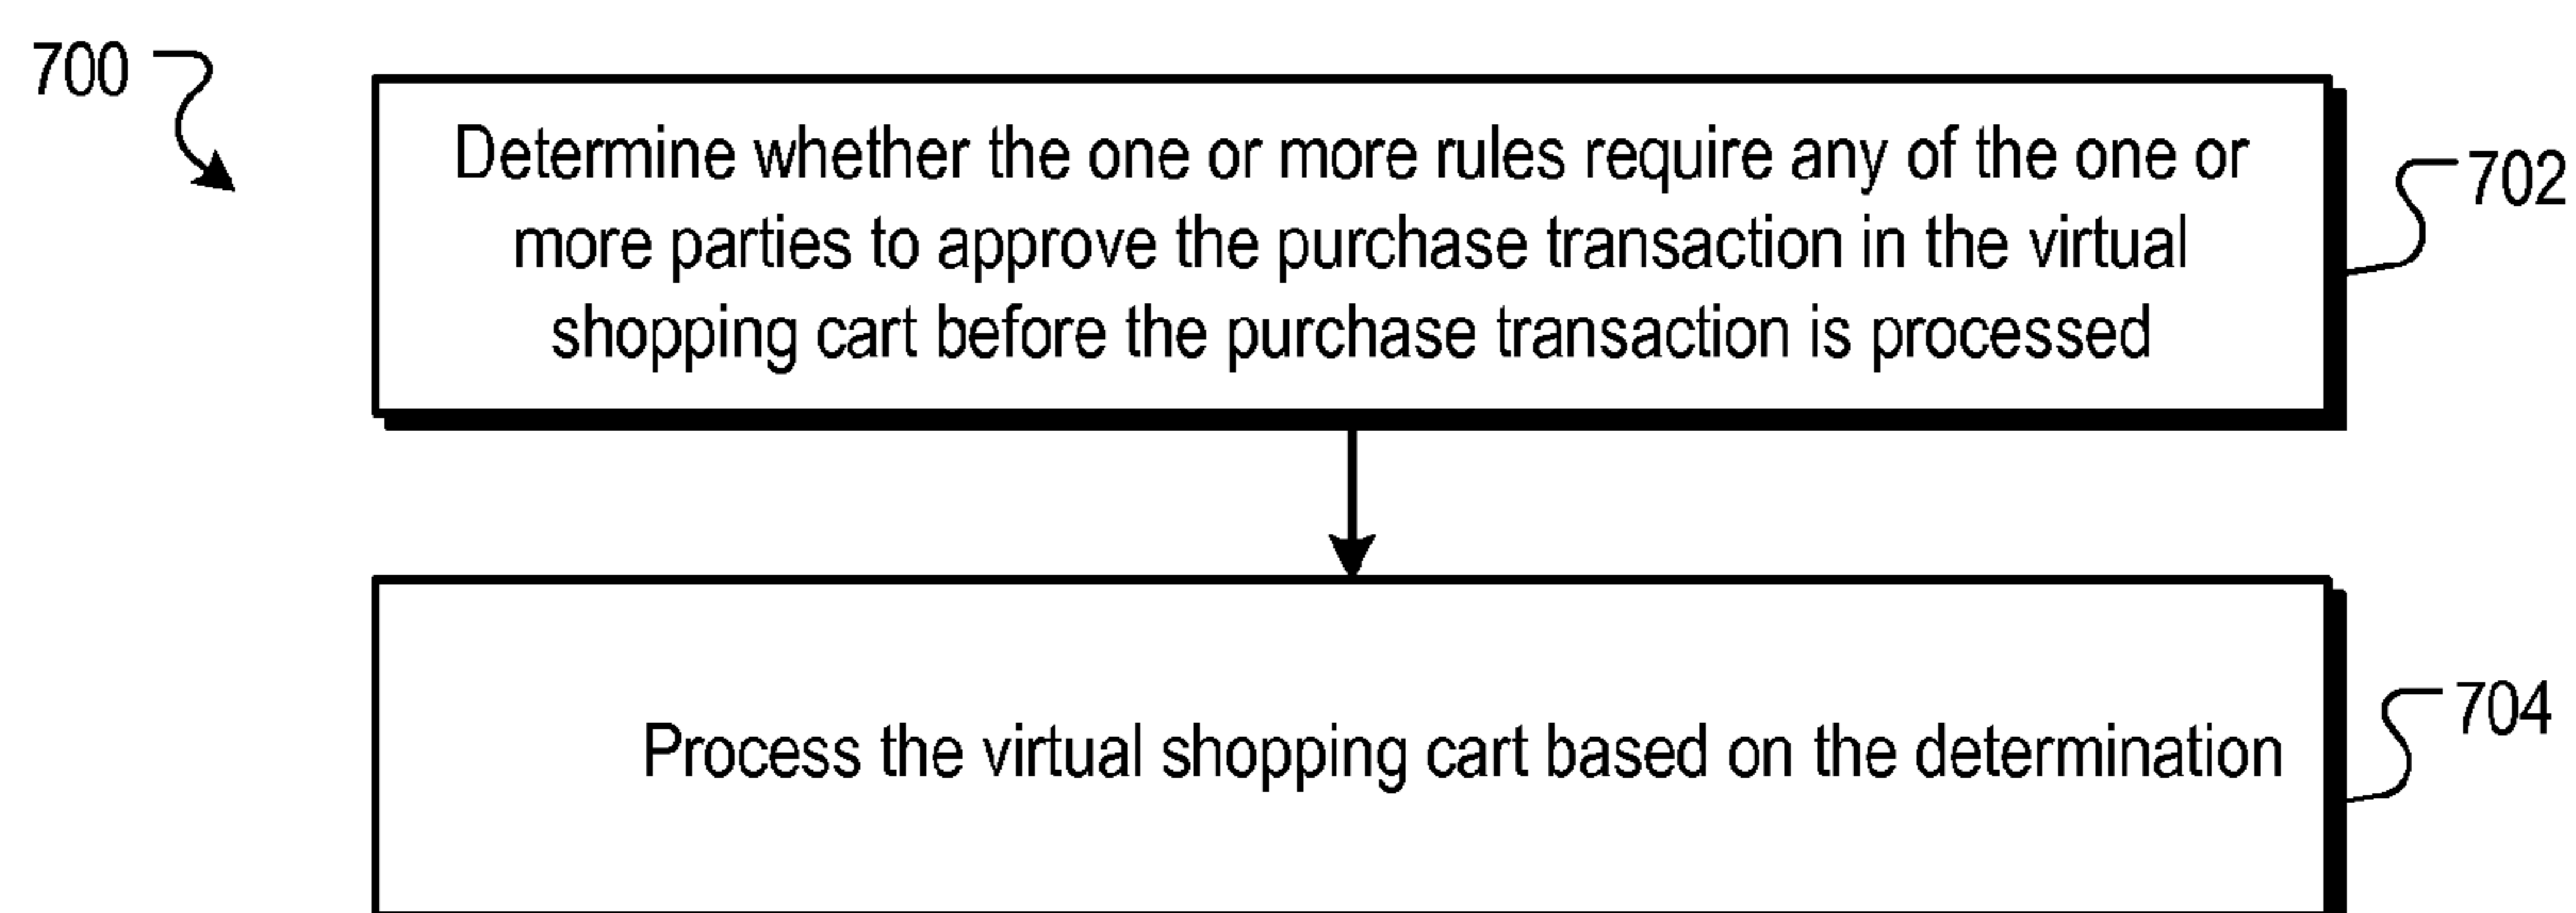 700
Determine whether the one or more rules require any of the one or
more parties to approve the purchase transaction in the virtual
shopping cart before the purchase transaction is processed
702
Process the virtual shopping cart based on the determination
704